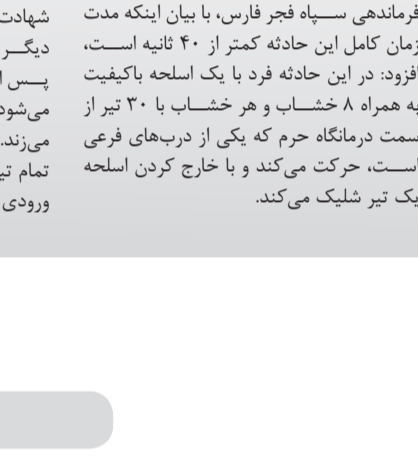 فرماندهی سپاه فجر فارس، با بیان اینکه مدت
زمان کامل این حادثه کمتر از ۴۰ ثانیه است،
افزود: در این حادثه فرد با یک اسلحه باکیفیت
به همراه ۸ خشاب و هر خشاب با ۳۰ تیر از
سمت درمانگاه حرم که یکی از درب‌های فرعی
است، حرکت می‌کند و با خارج کردن اسلحه
یک تیر شلیک می‌کند.
شهادت
دیگر
پس
می‌شود
می‌زند.
تمام
ورودی